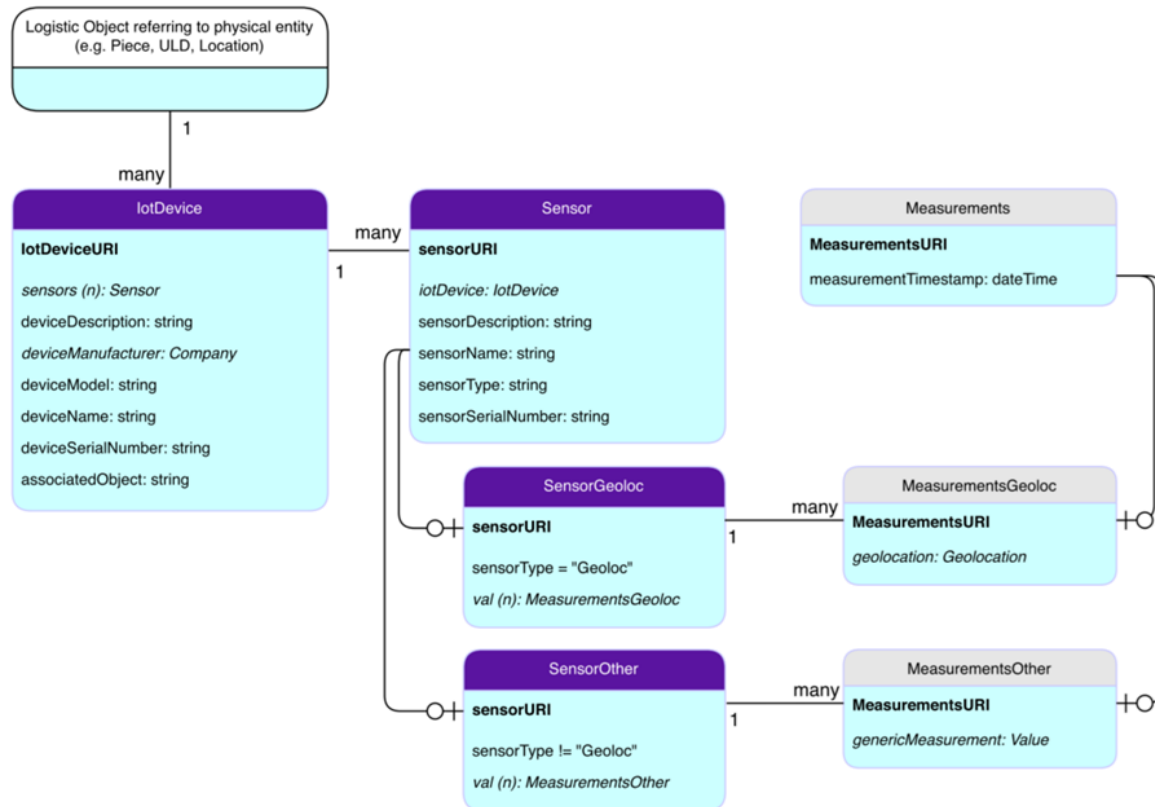 Logistic Object referring to physical entity
(e.g. Piece, ULD, Location)
1
many
IotDevice
IotDeviceURI
sensors (n): Sensor
deviceDescription: string
deviceManufacturer: Company
deviceModel: string
deviceName: string
deviceSerialNumber: string
associatedObject: string
many
1
Sensor
sensorURI
iotDevice: IotDevice
sensorDescription: string
sensorName: string
sensorType: string
sensorSerialNumber: string
Measurements
MeasurementsURI
measurementTimestamp: dateTime
SensorGeoloc
sensorURI
sensorType = "Geoloc"
val (n): MeasurementsGeoloc
many
1
MeasurementsGeoloc
MeasurementsURI
geolocation: Geolocation
SensorOther
sensorURI
sensorType != "Geoloc"
val (n): MeasurementsOther
many
1
MeasurementsOther
MeasurementsURI
genericMeasurement: Value